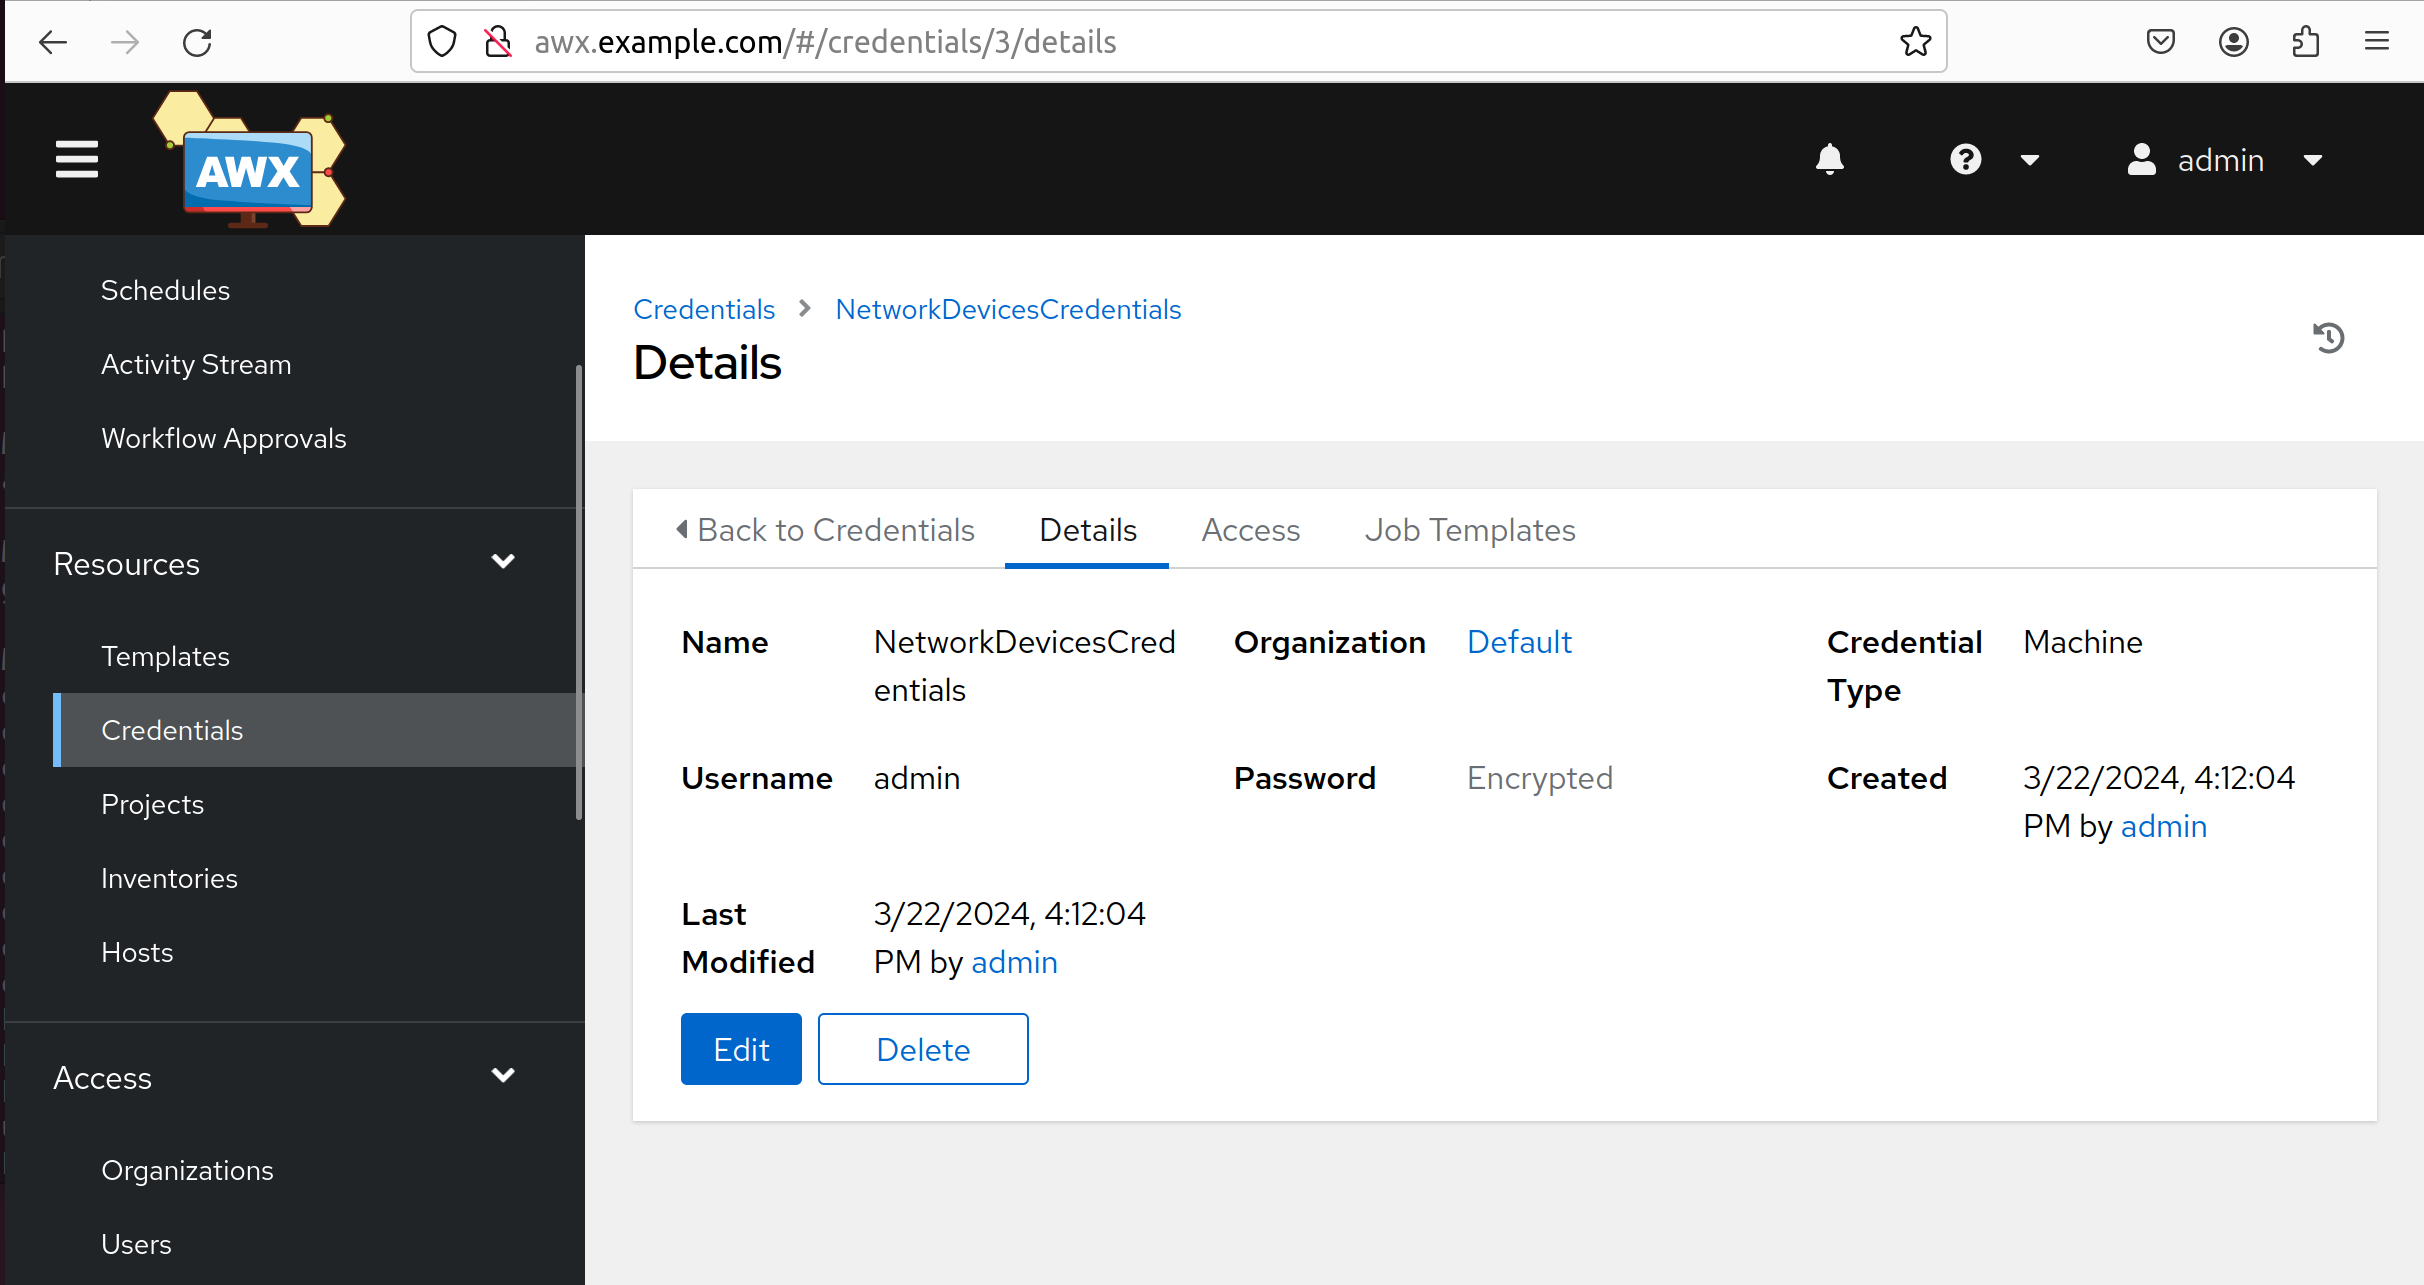 awx.example.com/#/credentials/3/details
AWX
admin
Schedules
Activity Stream
Workflow Approvals
Resources
Templates
Credentials
Projects
Inventories
Hosts
Access
Organizations
Users
Credentials NetworkDevicesCredentials
Details
Back to Credentials Details Access Job Templates
Name NetworkDevicesCred
entials
Organization Default
Credential
Type
Machine
Username admin
Password Encrypted
Created 3/22/2024, 4:12:04
PM by admin
Last
Modified
3/22/2024, 4:12:04
PM by admin
Edit Delete